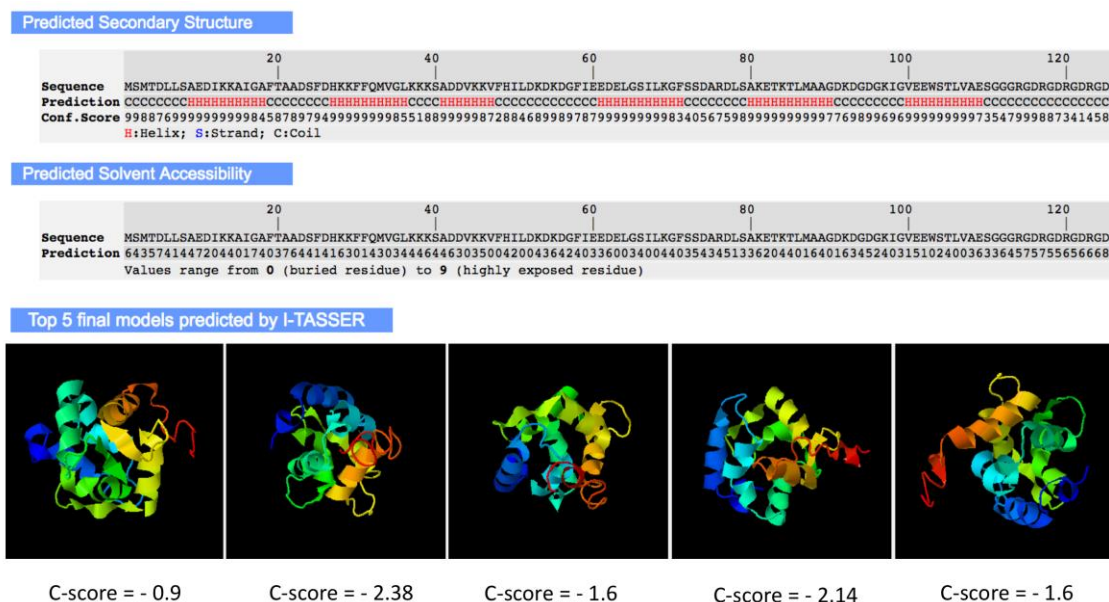 Predicted Secondary Structure
20 40 60 80 100 120
Sequence MSMTDLLSAEDIKKAIGAFTAADSFDHKKFFQMVGLKKKSADDVKKVFHILDKDKDGFIEEDELGSILKGFSSDARDLSAKETKTLMAAGDKDGDGKIGVEEWSTLVAESGGGRGDRGDRGDRGD
Prediction CCCCCCCCHHHHHHHHHHCCCCCCCCHHHHHHHHHHCCCCHHHHHHHCCCCCCCCCCCCCHHHHHHHHHHHCCCCCCCCHHHHHHHHHHHCCCCCCCCCHHHHHHHHHHCCCCCCCCCCCCCCCC
Conf.Score
H:Helix; S:Strand; C:Coil
Predicted Solvent Accessibility
20 40 60 80 100 120
Sequence MSMTDLLSAEDIKKAIGAFTAADSFDHKKFFQMVGLKKKSADDVKKVFHILDKDKDGFIEEDELGSILKGFSSDARDLSAKETKTLMAAGDKDGDGKIGVEEWSTLVAESGGGRGDRGDRGDRGD
Prediction
Values range from 0 (buried residue) to 9 (highly exposed residue)
Top 5 final models predicted by I-TASSER
C-score = - 0.9 C-score = - 2.38 C-score = - 1.6 C-score = - 2.14 C-score = - 1.6